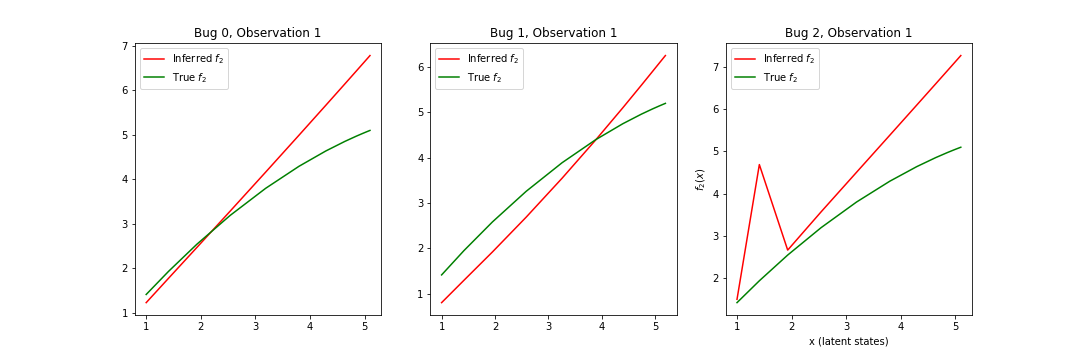 Bug 0, Observation 1
Inferred f₂
True f₂
7
6
5
4
3
2
1
1 2 3 4 5
Bug 1, Observation 1
Inferred f₂
True f₂
6
5
4
3
2
1
1 2 3 4 5
Bug 2, Observation 1
Inferred f₂
True f₂
f₂(x)
7
6
5
4
3
2
1 2 3 4 5
x (latent states)